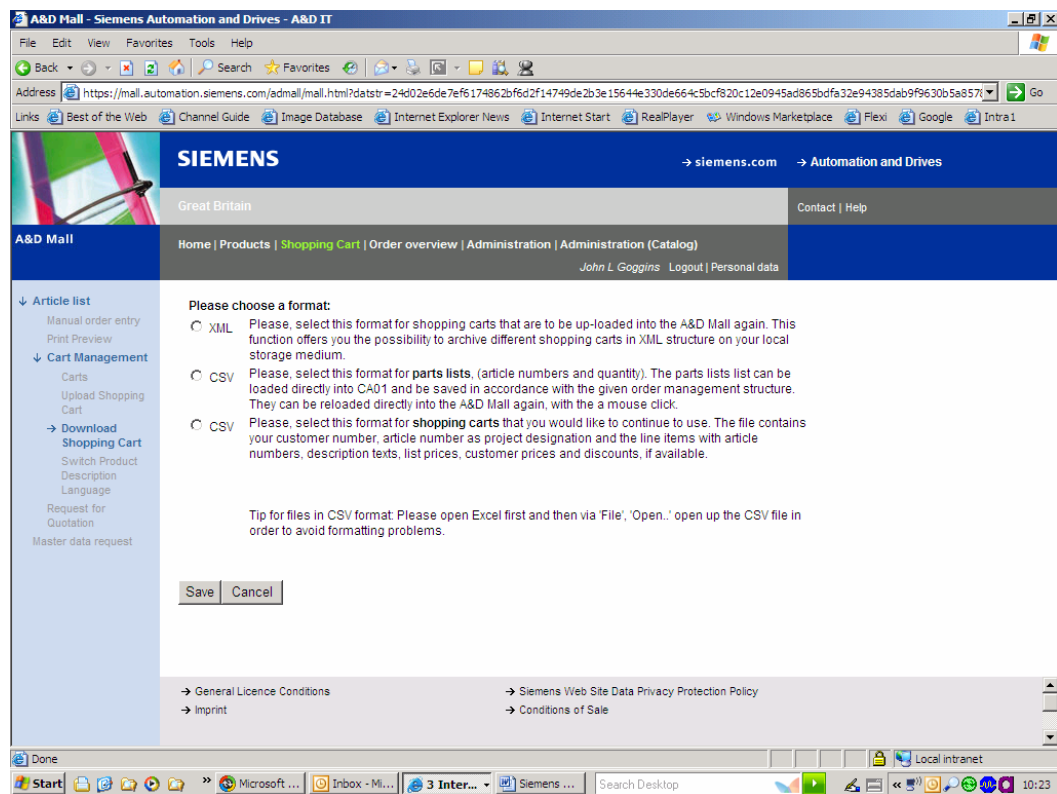 A&D Mall - Siemens Automation and Drives - A&D IT
File Edit View Favorites Tools Help
Back Search Favorites
Address https://mall.automation.siemens.com/admall/mall.html?datstr=24d02e6de7ef6174862bf6d2f14749de2b3e15644e330de664c5bcf820c12e0945ad865bdfa32e94385dab9f9630b5a857 Go
Links Best of the Web Channel Guide Image Database Internet Explorer News Internet Start RealPlayer Windows Marketplace Flexi Google Intra1
SIEMENS
→ siemens.com → Automation and Drives
Great Britain
Contact | Help
A&D Mall
Home | Products | Shopping Cart | Order overview | Administration | Administration (Catalog)
John L Goggins Logout | Personal data
Article list
Manual order entry
Print Preview
Cart Management
Carts
Upload Shopping
Cart
→ Download
Shopping Cart
Switch Product
Description
Language
Request for
Quotation
Master data request
Please choose a format:
XML Please, select this format for shopping carts that are to be up-loaded into the A&D Mall again. This
function offers you the possibility to archive different shopping carts in XML structure on your local
storage medium.
CSV Please, select this format for parts lists, (article numbers and quantity). The parts lists list can be
loaded directly into CA01 and be saved in accordance with the given order management structure.
They can be reloaded directly into the A&D Mall again, with the a mouse click.
CSV Please, select this format for shopping carts that you would like to continue to use. The file contains
your customer number, article number as project designation and the line items with article
numbers, description texts, list prices, customer prices and discounts, if available.
Tip for files in CSV format: Please open Excel first and then via 'File', 'Open..' open up the CSV file in
order to avoid formatting problems.
Save Cancel
→ General Licence Conditions → Siemens Web Site Data Privacy Protection Policy
→ Imprint → Conditions of Sale
Done Local intranet
Start Microsoft ... Inbox - Mi... 3 Inter... Siemens ... Search Desktop 10:23